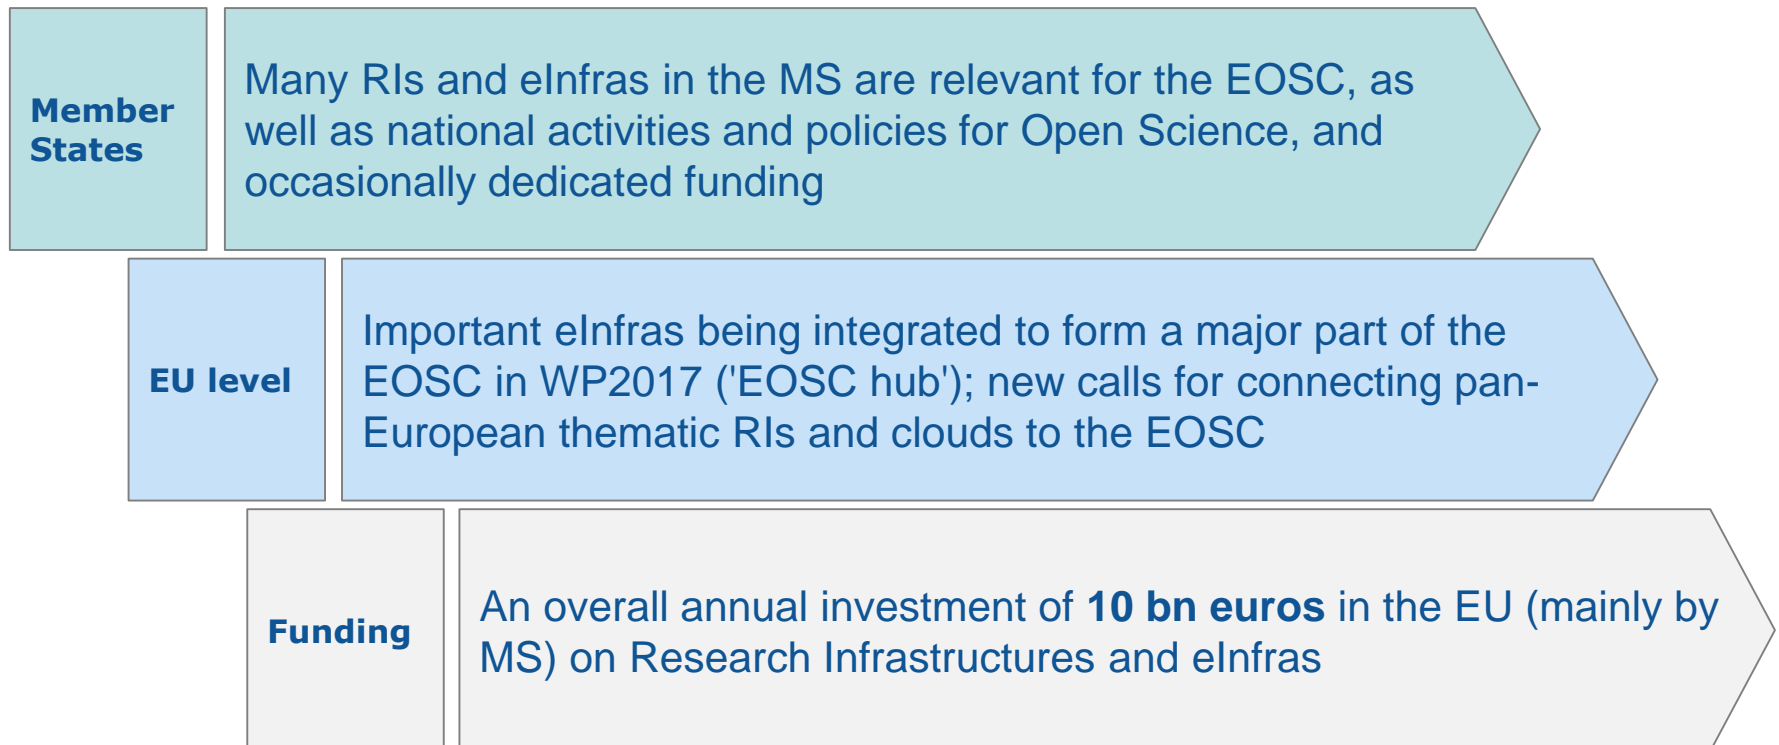 Member
States
Many RIs and eInfras in the MS are relevant for the EOSC, as
well as national activities and policies for Open Science, and
occasionally dedicated funding
EU level
Important eInfras being integrated to form a major part of the
EOSC in WP2017 ('EOSC hub'); new calls for connecting pan-
European thematic RIs and clouds to the EOSC
Funding
An overall annual investment of 10 bn euros in the EU (mainly by
MS) on Research Infrastructures and eInfras